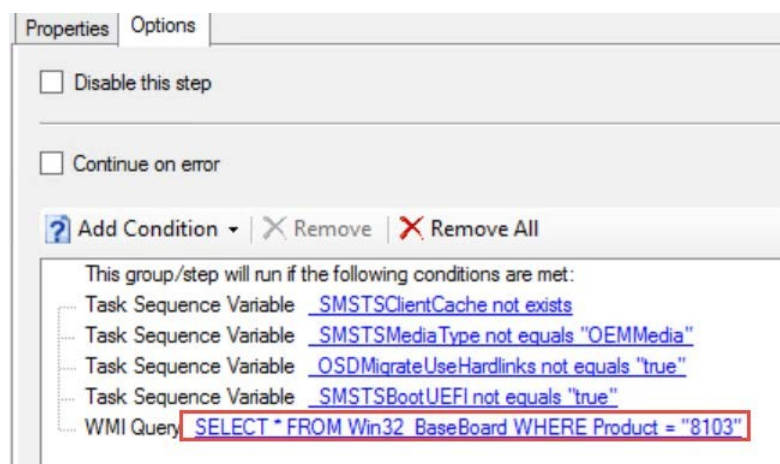 Properties Options
Disable this step
Continue on error
Add Condition Remove Remove All
This group/step will run if the following conditions are met:
Task Sequence Variable _SMSTSClientCache not exists
Task Sequence Variable _SMSTSMediaType not equals "OEMMedia"
Task Sequence Variable _OSDMigrateUseHardlinks not equals "true"
Task Sequence Variable _SMSTSBootUEFI not equals "true"
WMI Query SELECT * FROM Win32_BaseBoard WHERE Product = "8103"